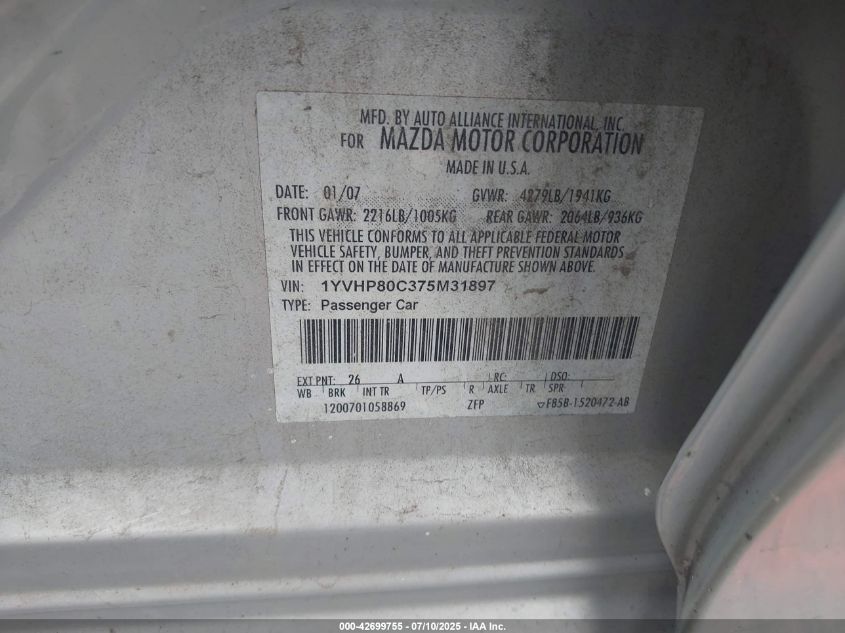 MFD. BY AUTO ALLIANCE INTERNATIONAL, INC.
FOR MAZDA MOTOR CORPORATION
MADE IN U.S.A.
DATE: 01/07 GVWR: 4279LB/1941KG
FRONT GAWR: 2216LB/1005KG REAR GAWR: 2064LB/936KG
THIS VEHICLE CONFORMS TO ALL APPLICABLE FEDERAL MOTOR
VEHICLE SAFETY, BUMPER, AND THEFT PREVENTION STANDARDS
IN EFFECT ON THE DATE OF MANUFACTURE SHOWN ABOVE.
VIN: 1YVHP80C375M31897
TYPE: Passenger Car
EXT PNT: 26 A RC: DSO:
WB BRK INT TR TP/PS R AXLE TR SPR
1200701058869 ZFP F85B-1520472-AB
000-42699755 - 07/10/2025 - IAA Inc.